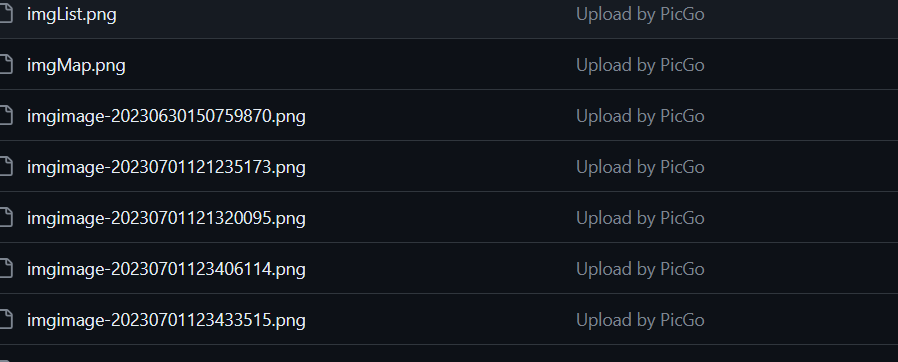 imgList.png Upload by PicGo
imgMap.png Upload by PicGo
imgimage-20230630150759870.png Upload by PicGo
imgimage-20230701121235173.png Upload by PicGo
imgimage-20230701121320095.png Upload by PicGo
imgimage-20230701123406114.png Upload by PicGo
imgimage-20230701123433515.png Upload by PicGo